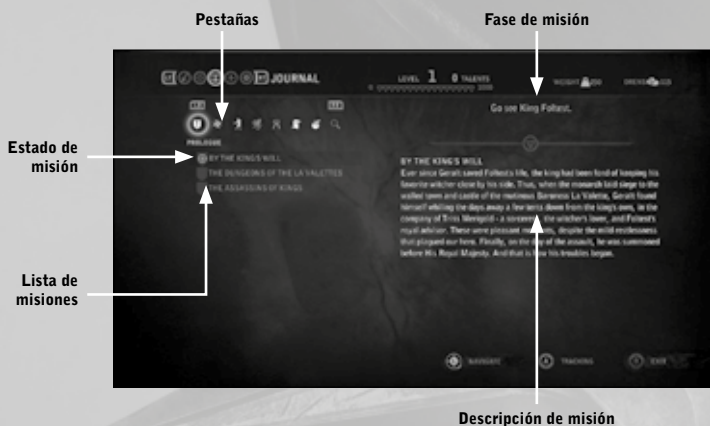 Pestañas
Fase de misión
JOURNAL
LEVEL 1 0 TALENTS
0 1000
WEIGHT
ORENS
Go see King Foltest.
Estado de
misión
PROLOGUE
BY THE KING'S WILL
THE DUNGEONS OF THE LA VALETTES
THE ASSASSINS OF KINGS
BY THE KING'S WILL
Ever since Geralt saved Foltest's life, the king had been fond of keeping his
favorite witcher close by his side. Thus, when the monarch laid siege to the
walled town and castle of the mutinous Baroness La Valette, Geralt found
himself whiling the days away a few tents down from the king's own, in the
company of Triss Merigold - a sorceress, the witcher's lover, and Foltest's
royal advisor. These were pleasant moments, despite the mild restlessness
that plagued our hero. Finally, on the day of the assault, he was summoned
before His Royal Majesty. And that is how his troubles began.
Lista de
misiones
NAVIGATE
TRACKING
EXIT
Descripción de misión